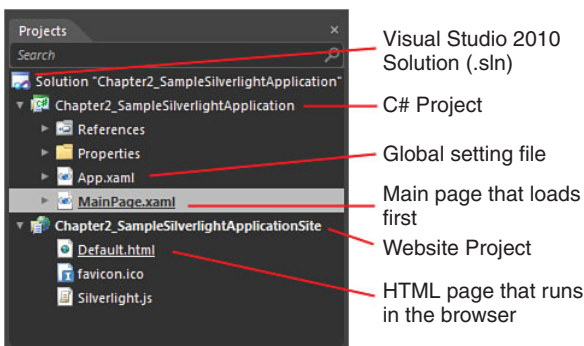 Projects
Search
Solution "Chapter2_SampleSilverlightApplication"
Chapter2_SampleSilverlightApplication
References
Properties
App.xaml
MainPage.xaml
Chapter2_SampleSilverlightApplicationSite
Default.html
favicon.ico
Silverlight.js
Visual Studio 2010
Solution (.sln)
C# Project
Global setting file
Main page that loads
first
Website Project
HTML page that runs
in the browser